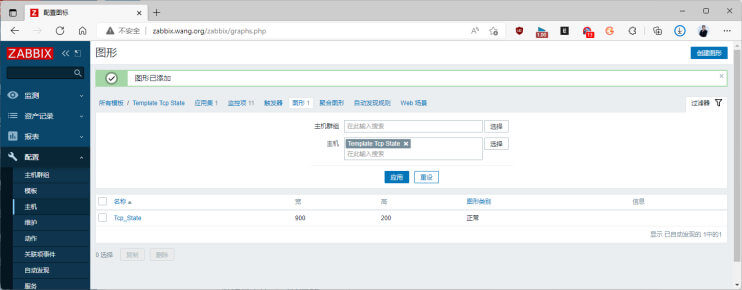 配置图标
不安全 zabbix.wang.org/zabbix/graphs.php
1.00
11
ZABBIX
图形
创建图形
图形已添加
监测
资产记录
报表
配置
主机群组
模板
主机
维护
动作
关联项事件
自动发现
服务
所有模板 / Template Tcp State 应用集 1 监控项 11 触发器 图形 1 聚合图形 自动发现规则 Web 场景
过滤器
主机群组 在此输入搜索 选择
主机 Template Tcp State 选择
在此输入搜索
应用 重设
名称 宽 高 图形类别 信息
Tcp_State 900 200 正常
显示 已自动发现的 1中的1
0 选择 复制 删除